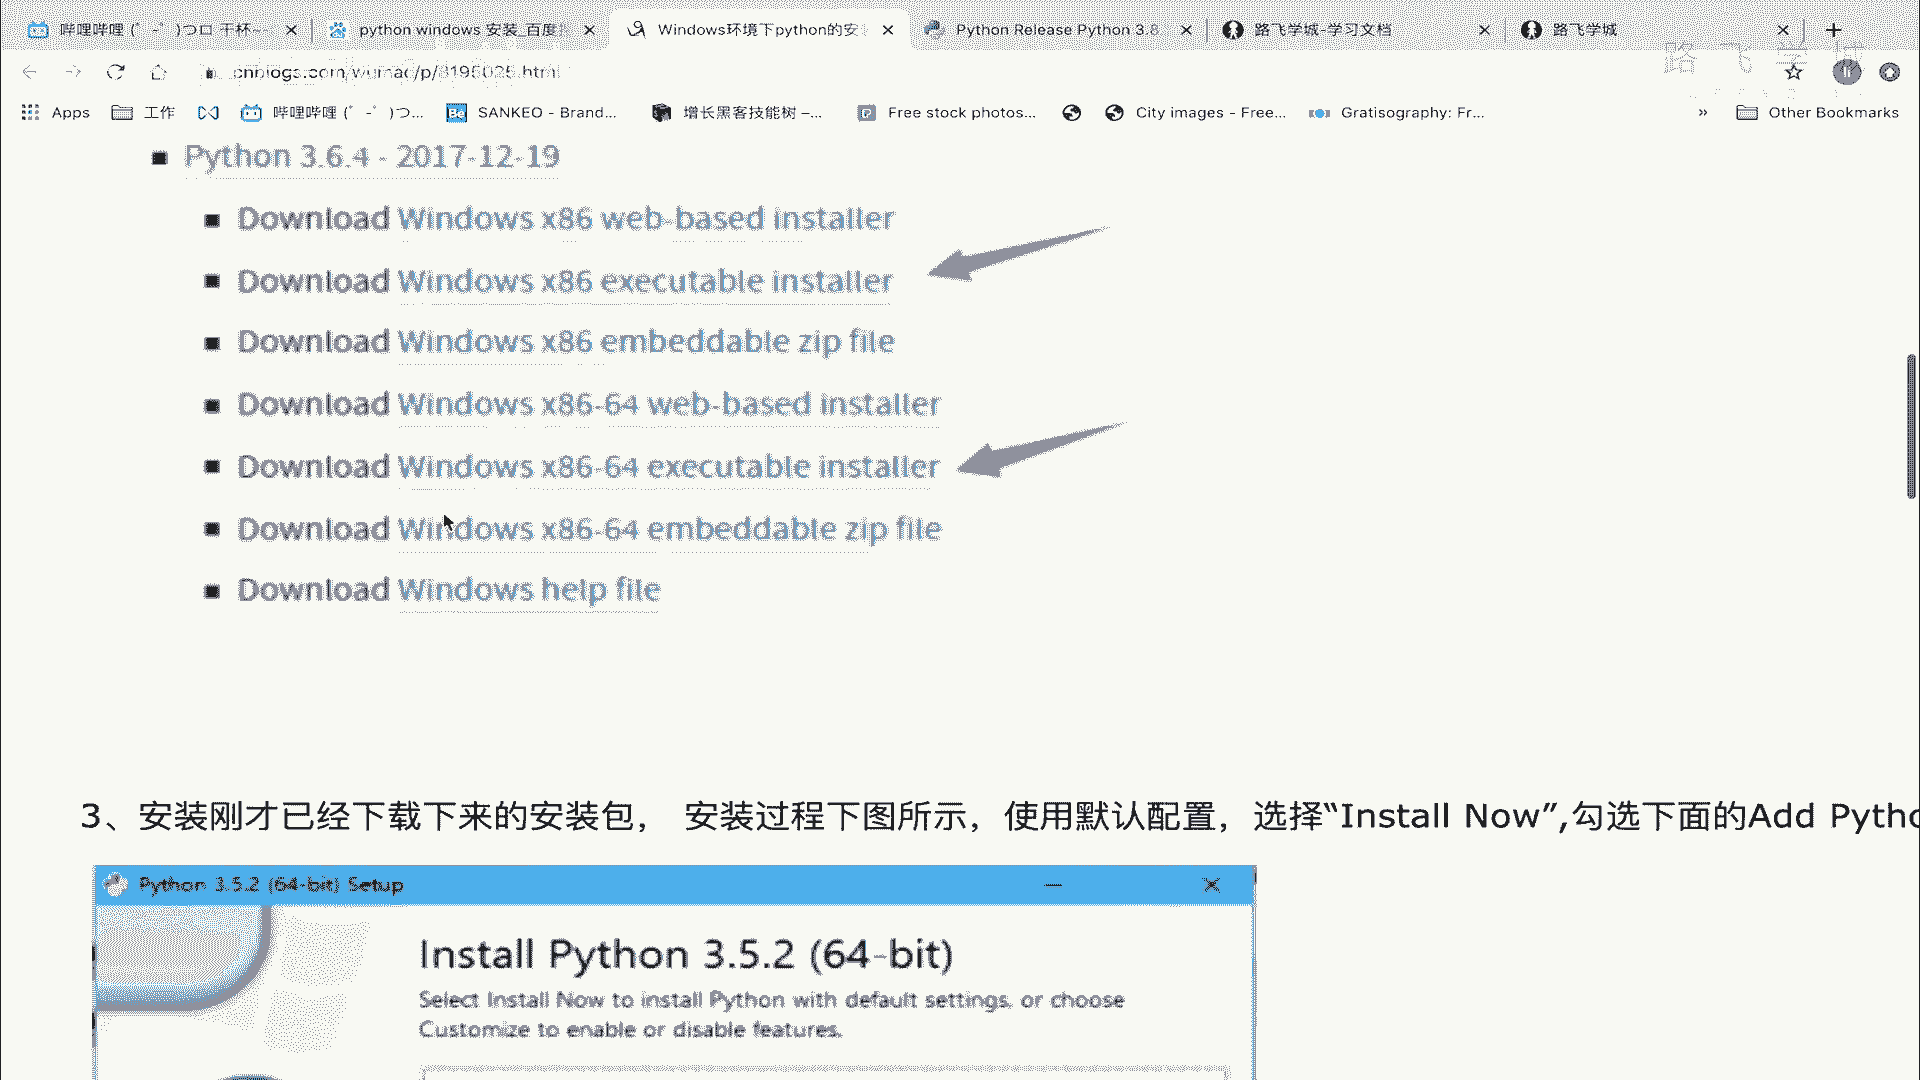 哔哩哔哩 (゜-゜)つロ 干杯~-
python windows 安装_百度搜
Windows环境下python的安
Python Release Python 3.8
路飞学城-学习文档
路飞学城
路 飞 学 城
cnblogs.com/wumac/p/8195025.html
Apps
工作
哔哩哔哩 (゜-゜)つ...
SANKEO - Brand...
增长黑客技能树 –...
Free stock photos...
City images - Free...
Gratisography: Fr...
»
Other Bookmarks
Python 3.6.4 - 2017-12-19
Download Windows x86 web-based installer
Download Windows x86 executable installer
Download Windows x86 embeddable zip file
Download Windows x86-64 web-based installer
Download Windows x86-64 executable installer
Download Windows x86-64 embeddable zip file
Download Windows help file
3、安装刚才已经下载下来的安装包， 安装过程下图所示，使用默认配置，选择“Install Now”,勾选下面的Add Pytho
Python 3.5.2 (64-bit) Setup
Install Python 3.5.2 (64-bit)
Select Install Now to install Python with default settings, or choose
Customize to enable or disable features.